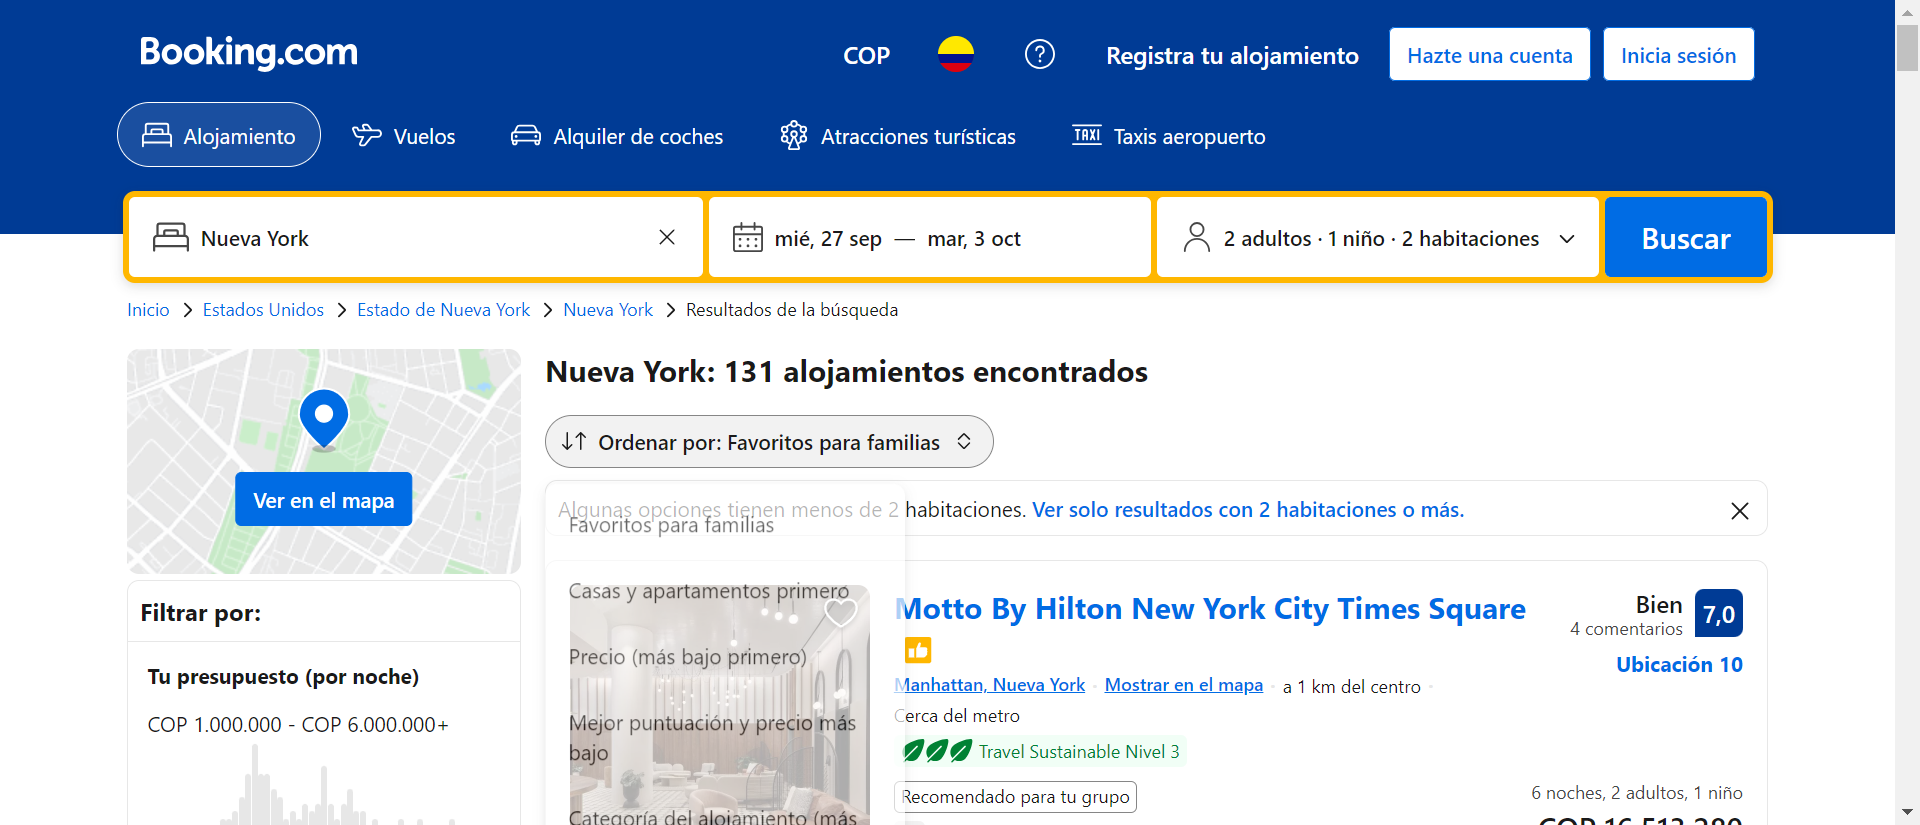 Booking.com
COP
Registra tu alojamiento
Hazte una cuenta
Inicia sesión
Alojamiento
Vuelos
Alquiler de coches
TAXI
Atracciones turísticas
Taxis aeropuerto
Nueva York
mié, 27 sep — mar, 3 oct
2 adultos · 1 niño · 2 habitaciones
Buscar
Inicio
Estados Unidos
Estado de Nueva York
Nueva York
Resultados de la búsqueda
Ver en el mapa
Nueva York: 131 alojamientos encontrados
Ordenar por: Favoritos para familias
Algunas opciones tienen menos de 2 habitaciones. Ver solo resultados con 2 habitaciones o más.
Favoritos para familias
Casas y apartamentos primero
Precio (más bajo primero)
Mejor puntuación y precio más
bajo
Categoría del alojamiento (más
Filtrar por:
Tu presupuesto (por noche)
COP 1.000.000 - COP 6.000.000+
Motto By Hilton New York City Times Square
Bien
4 comentarios
7,0
Ubicación 10
Manhattan, Nueva York
Mostrar en el mapa
a 1 km del centro
Cerca del metro
Travel Sustainable Nivel 3
Recomendado para tu grupo
6 noches, 2 adultos, 1 niño
COP 16.513.280